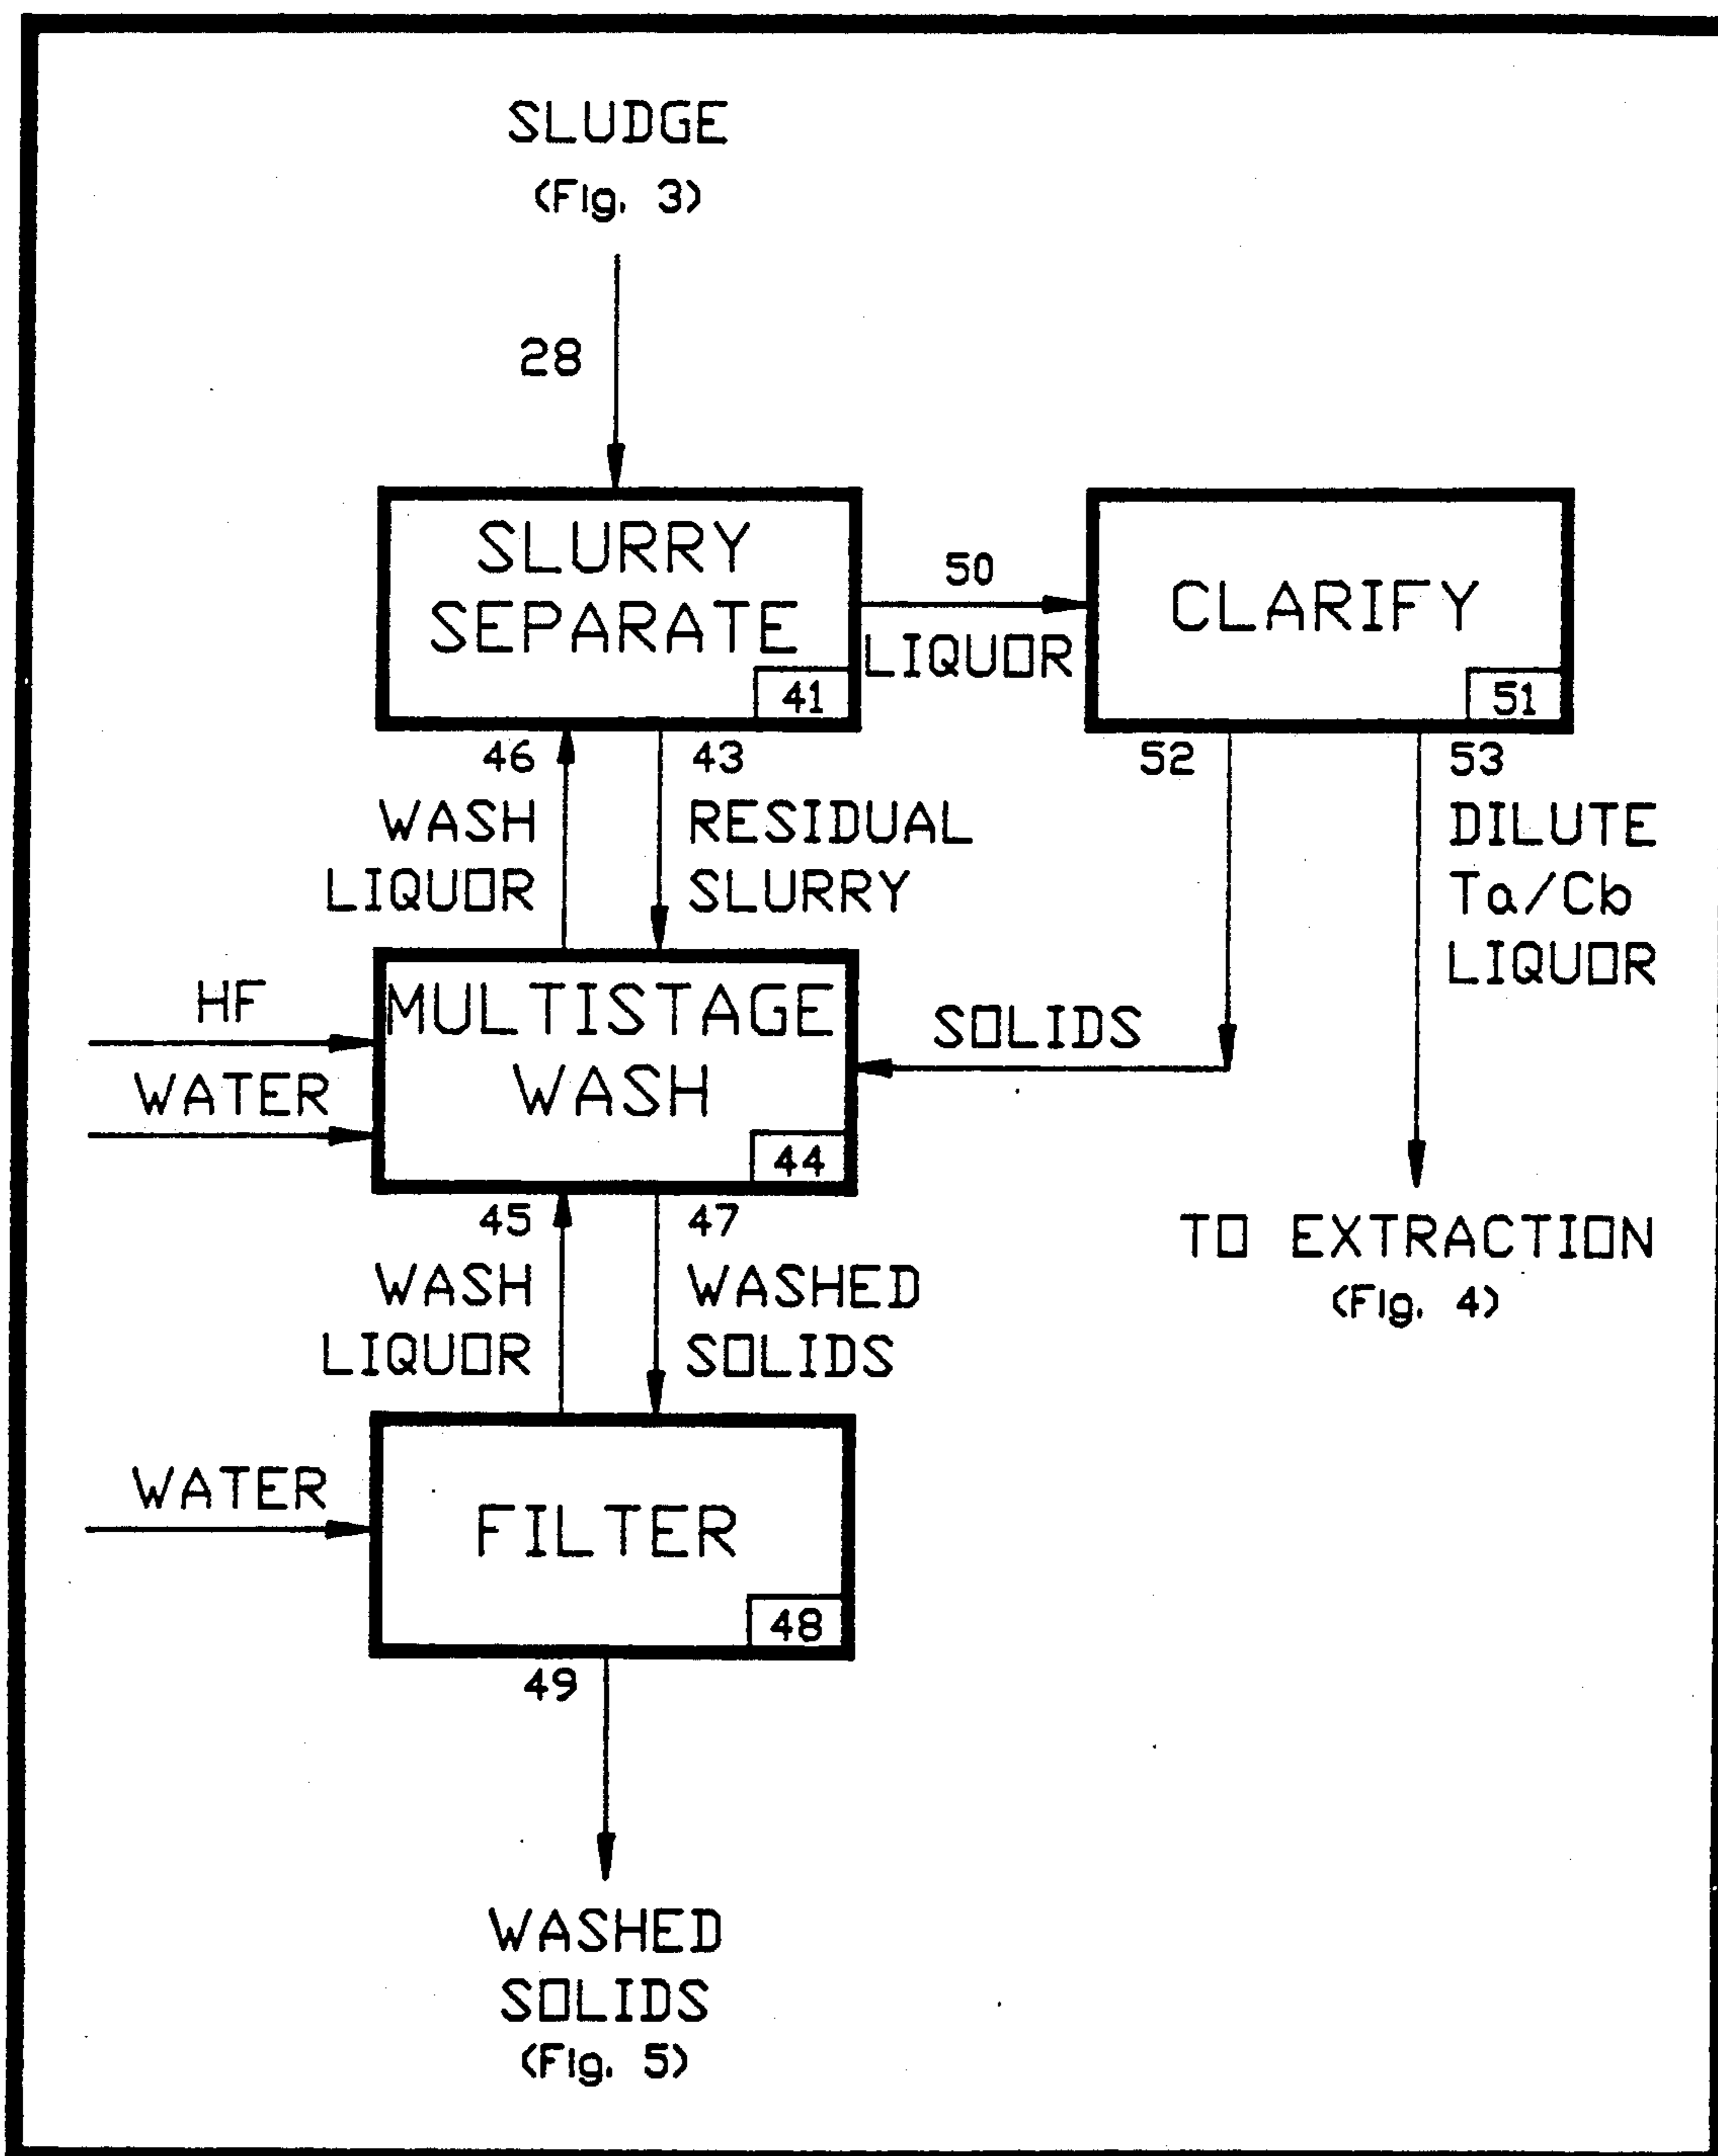 SLUDGE
(Fig. 3)
28
SLURRY
SEPARATE
41
50
LIQUOR
CLARIFY
51
46
WASH
LIQUOR
43
RESIDUAL
SLURRY
52
SOLIDS
53
DILUTE
Ta/Cb
LIQUOR
HF
WATER
MULTISTAGE
WASH
44
TO EXTRACTION
(Fig. 4)
45
WASH
LIQUOR
47
WASHED
SOLIDS
WATER
FILTER
48
49
WASHED
SOLIDS
(Fig. 5)